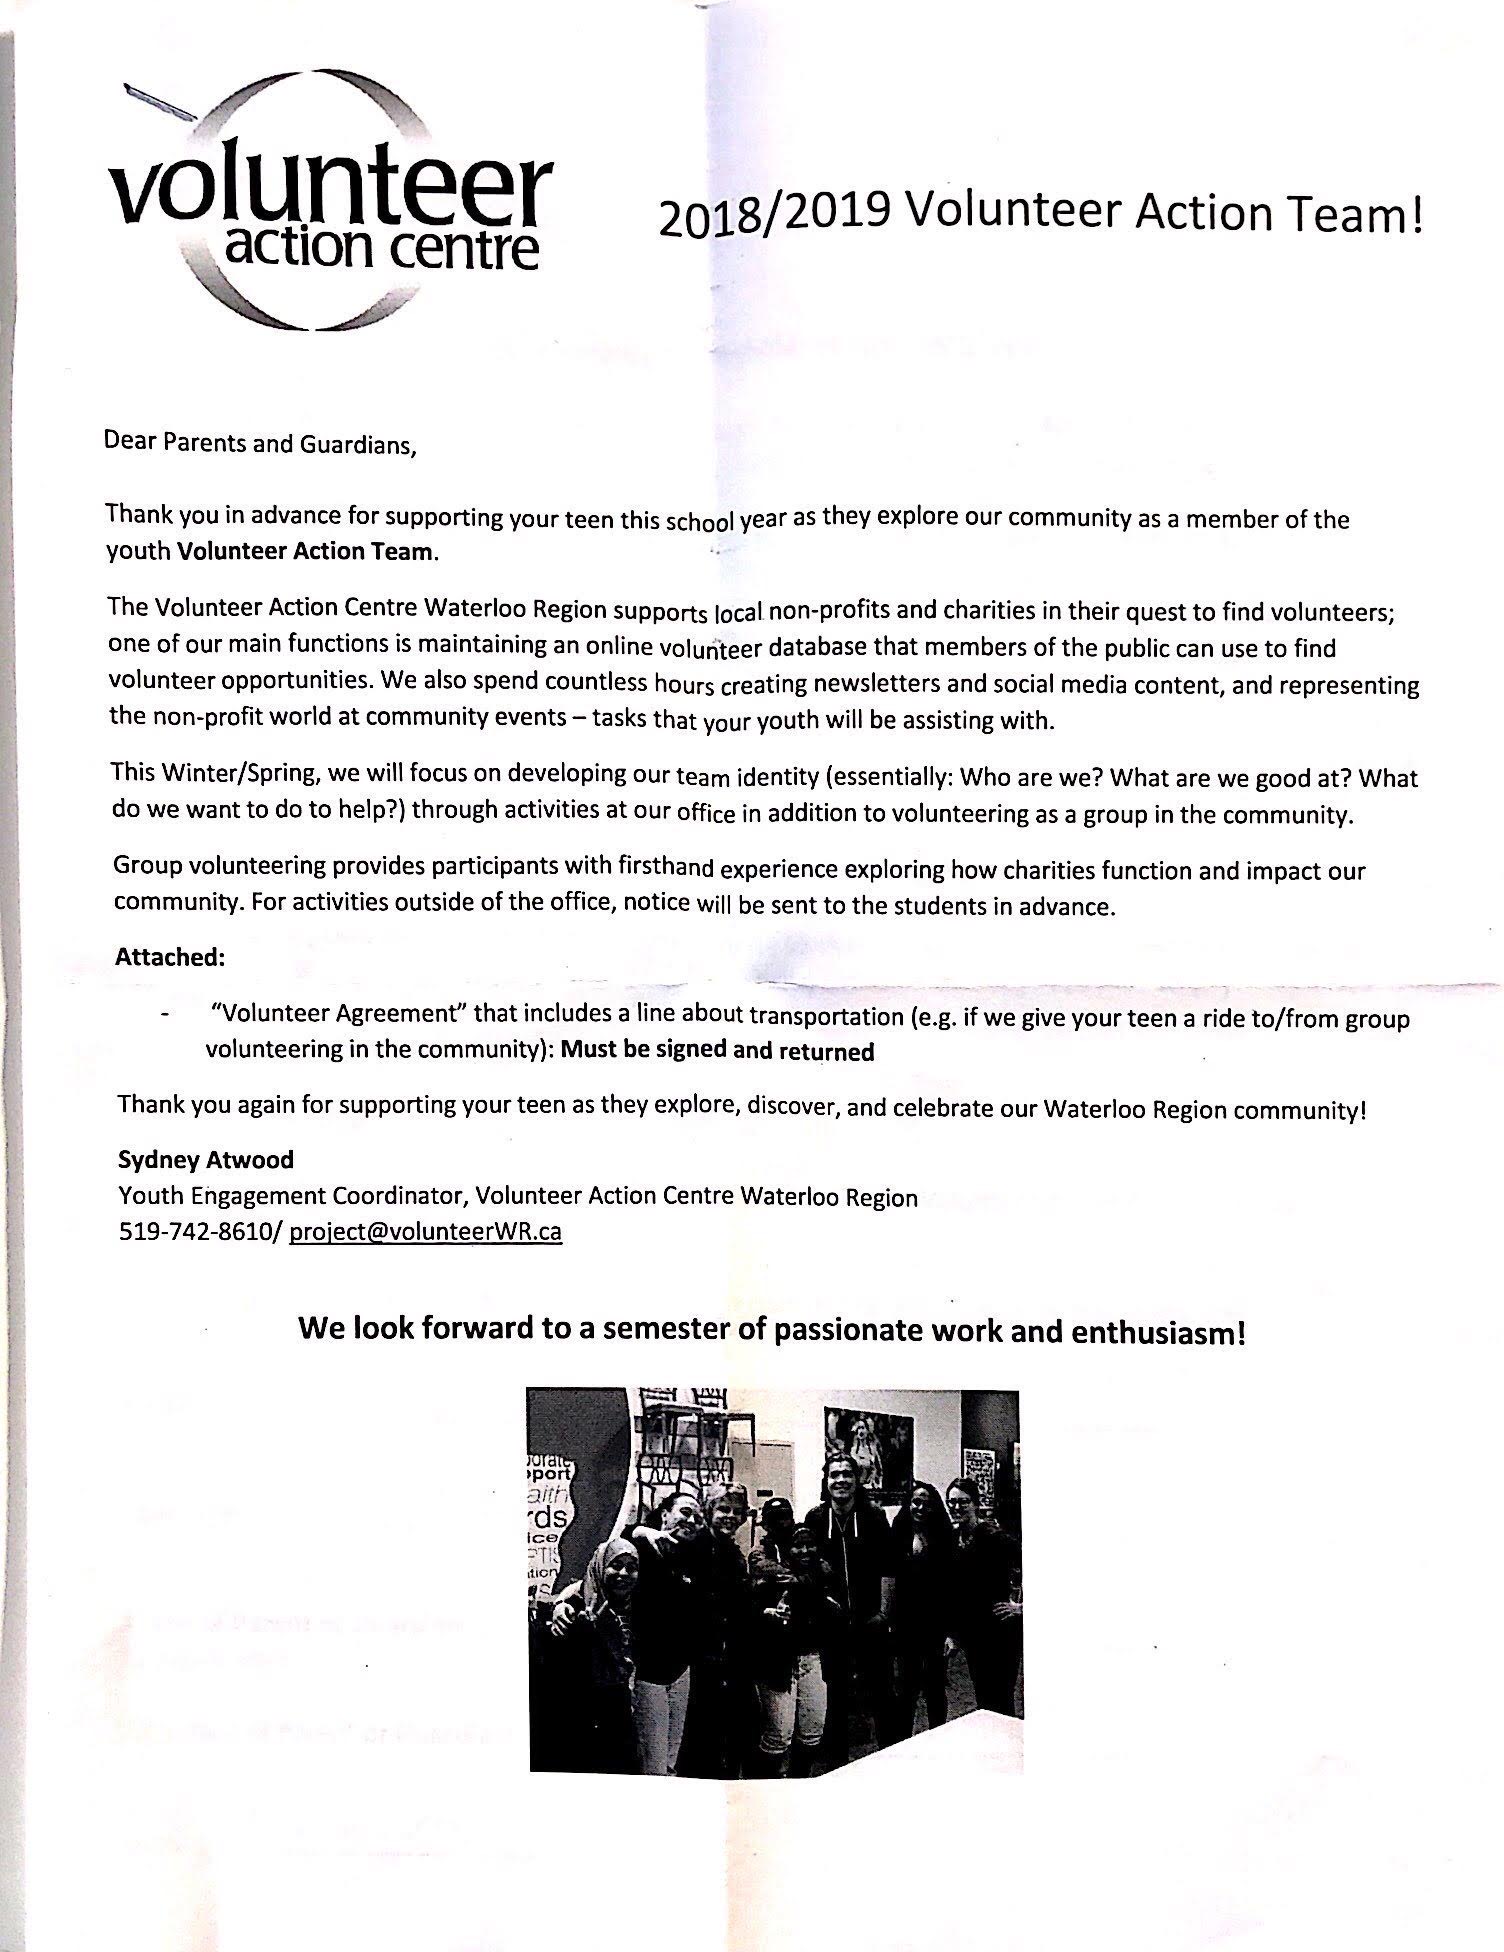 volunteer
action centre
2018/2019 Volunteer Action Team!
Dear Parents and Guardians,
Thank you in advance for supporting your teen this school year as they explore our community as a member of the
youth Volunteer Action Team.
The Volunteer Action Centre Waterloo Region supports local non-profits and charities in their quest to find volunteers;
one of our main functions is maintaining an online volunteer database that members of the public can use to find
volunteer opportunities. We also spend countless hours creating newsletters and social media content, and representing
the non-profit world at community events – tasks that your youth will be assisting with.
This Winter/Spring, we will focus on developing our team identity (essentially: Who are we? What are we good at? What
do we want to do to help?) through activities at our office in addition to volunteering as a group in the community.
Group volunteering provides participants with firsthand experience exploring how charities function and impact our
community. For activities outside of the office, notice will be sent to the students in advance.
Attached:
- “Volunteer Agreement” that includes a line about transportation (e.g. if we give your teen a ride to/from group
volunteering in the community): Must be signed and returned
Thank you again for supporting your teen as they explore, discover, and celebrate our Waterloo Region community!
Sydney Atwood
Youth Engagement Coordinator, Volunteer Action Centre Waterloo Region
519-742-8610/ project@volunteerWR.ca
We look forward to a semester of passionate work and enthusiasm!
port
aith
rds
ice
tion